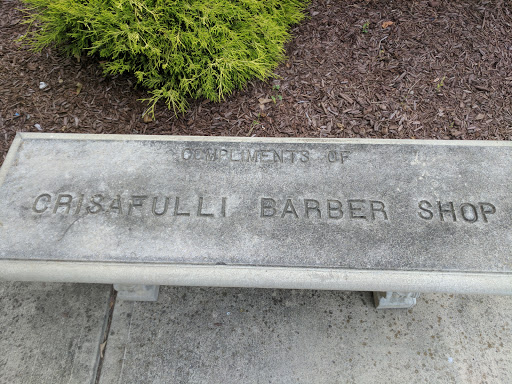 COMPLIMENTS OF
CRISAFULLI BARBER SHOP